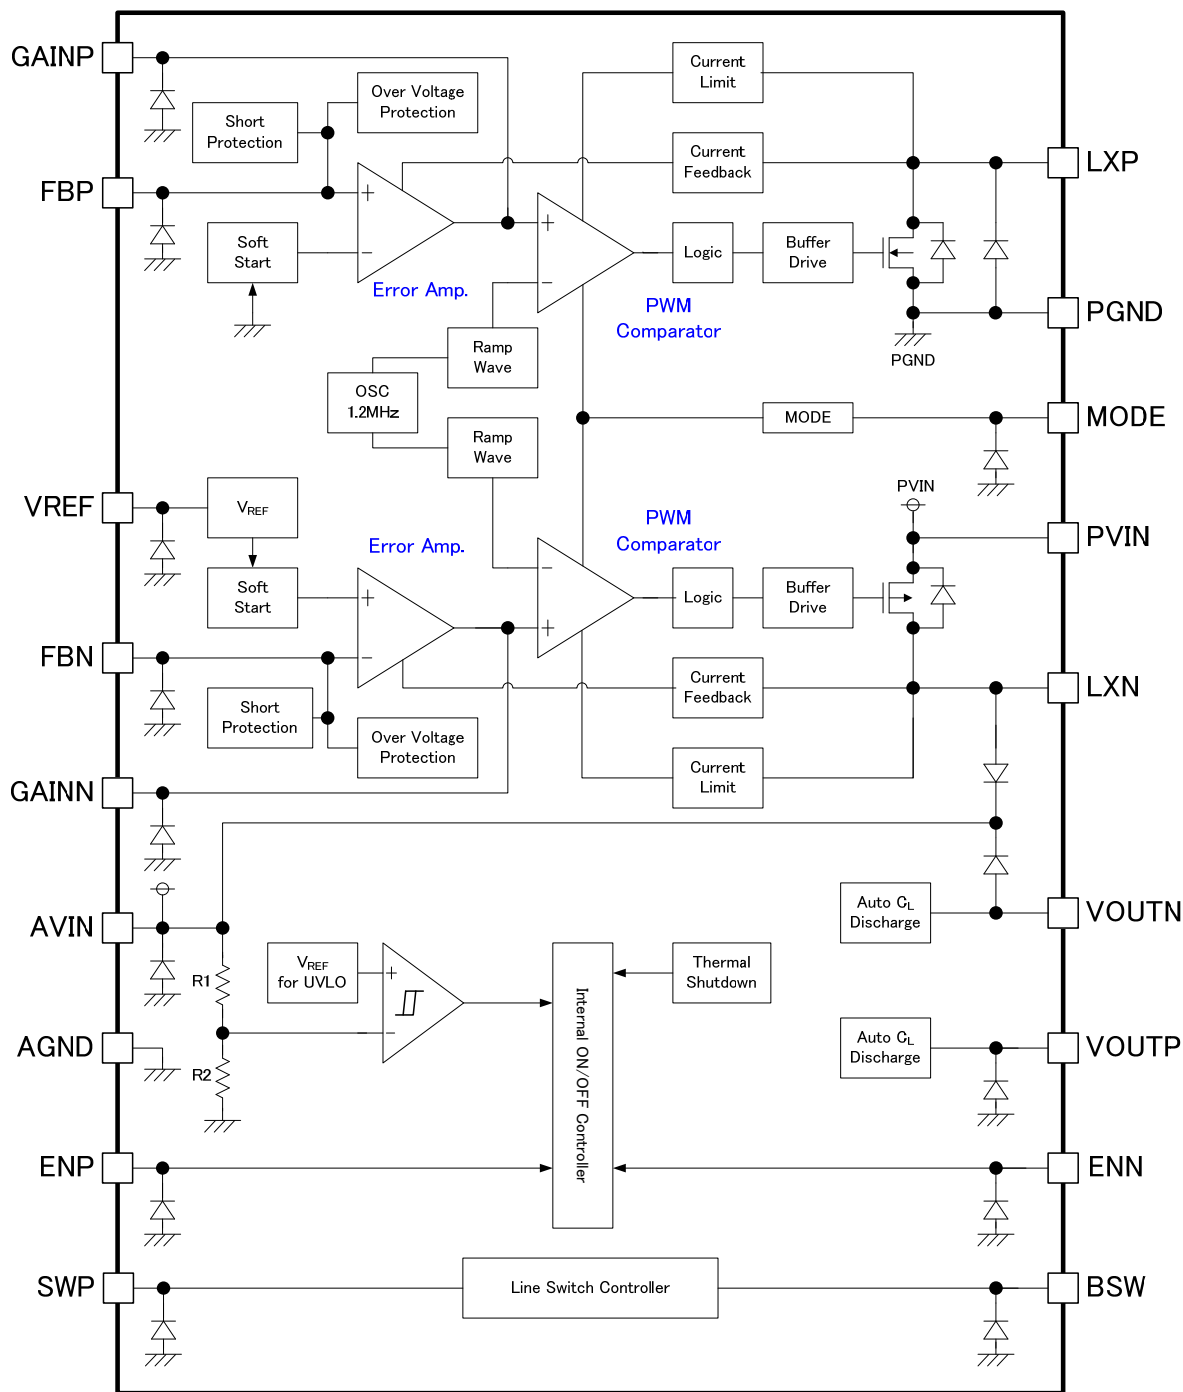 GAINP
Current
Limit
Over Voltage
Protection
Short
Protection
Current
Feedback
LXP
FBP
+
+
Soft
Start
Logic
Buffer
Drive
−
−
Error Amp.
PWM
Comparator
PGND
PGND
Ramp
Wave
OSC
1.2MHz
MODE
MODE
Ramp
Wave
PVIN
VREF
VREF
PWM
Comparator
Error Amp.
PVIN
−
Soft
Start
+
Logic
Buffer
Drive
+
FBN
−
Current
Feedback
LXN
Short
Protection
Over Voltage
Protection
Current
Limit
GAINN
Auto CL
Discharge
VOUTN
AVIN
R1
VREF
for UVLO
+
−
Thermal
Shutdown
Internal ON/OFF Controller
AGND
R2
Auto CL
Discharge
VOUTP
ENP
ENN
SWP
Line Switch Controller
BSW